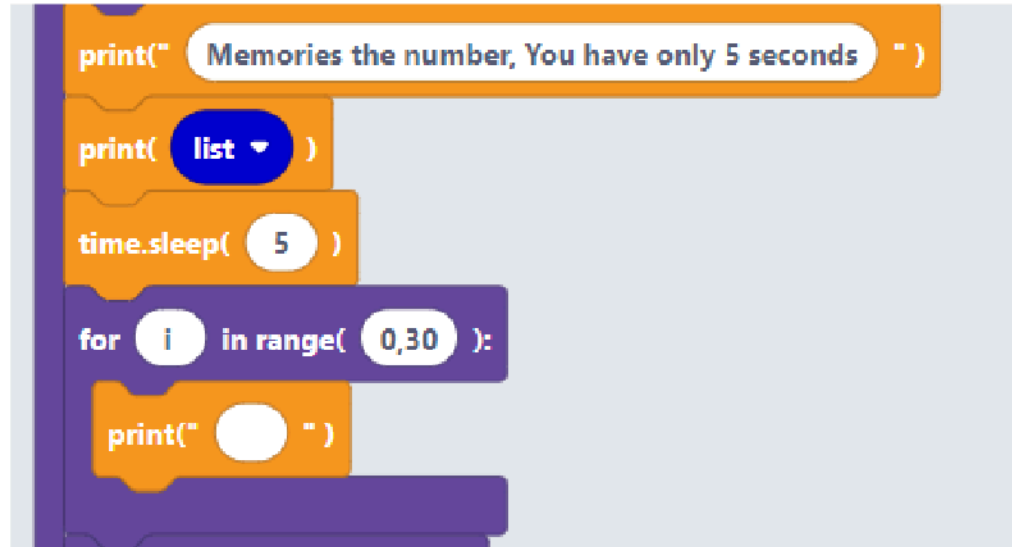 print(" Memories the number, You have only 5 seconds ")
print( list )
time.sleep( 5 )
for i in range( 0,30 ):
print(" ")